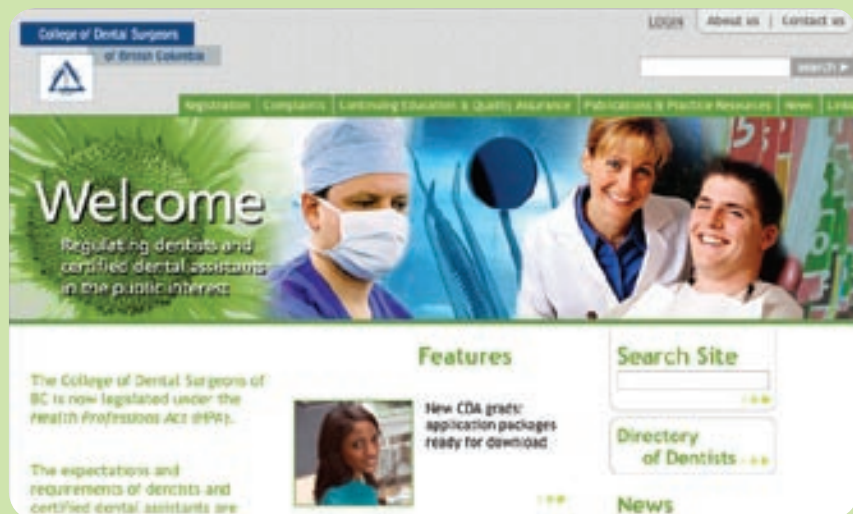 College of Dental Surgeons
of British Columbia
LOGIN About us | Contact us
search
Registration | Complaints | Continuing Education & Quality Assurance | Publications & Practice Resources | News | Links
Welcome
Regulating dentists and
certified dental assistants
in the public interest
The College of Dental Surgeons of
BC is now legislated under the
Health Professions Act (HPA).
The expectations and
requirements of dentists and
certified dental assistants are
Features
New CDA grads:
application packages
ready for download
Search Site
Directory
of Dentists
News